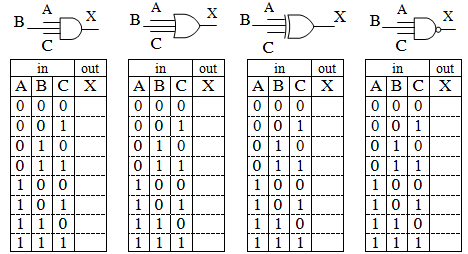 A X A X A X A X
B B B B
C C C C
in out in out in out in out
A B C X A B C X A B C X A B C X
0 0 0 0 0 0 0 0 0 0 0 0
0 0 1 0 0 1 0 0 1 0 0 1
0 1 0 0 1 0 0 1 0 0 1 0
0 1 1 0 1 1 0 1 1 0 1 1
1 0 0 1 0 0 1 0 0 1 0 0
1 0 1 1 0 1 1 0 1 1 0 1
1 1 0 1 1 0 1 1 0 1 1 0
1 1 1 1 1 1 1 1 1 1 1 1